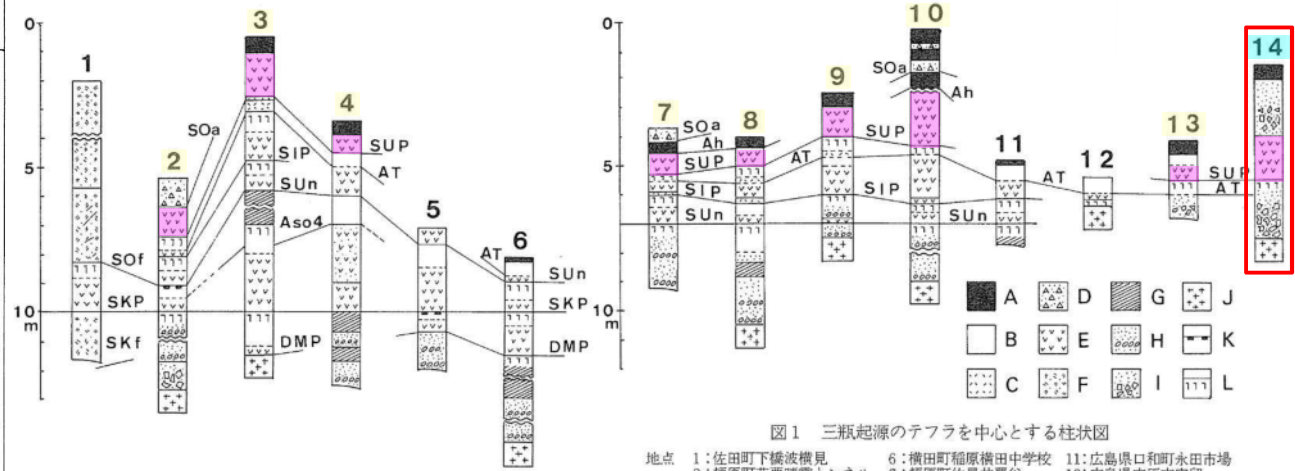 0
5
10
m
1
2
3
4
5
6
SOa
SUP
SIP
AT
SUn
Aso4
SOf
SKP
SKf
DMP
AT
SUn
SKP
DMP
0
5
10
m
7
8
9
10
11
12
13
14
SOa
Ah
SUP
SIP
SUn
SUP
AT
SIP
SOa
Ah
SUn
AT
SUP
AT
A
D
G
J
B
E
H
K
C
F
I
L
図1 三瓶起源のテフラを中心とする柱状図
地点 1:佐田町下橋波横見 6:横田町稲原横田中学校 11:広島県口和町永田市場